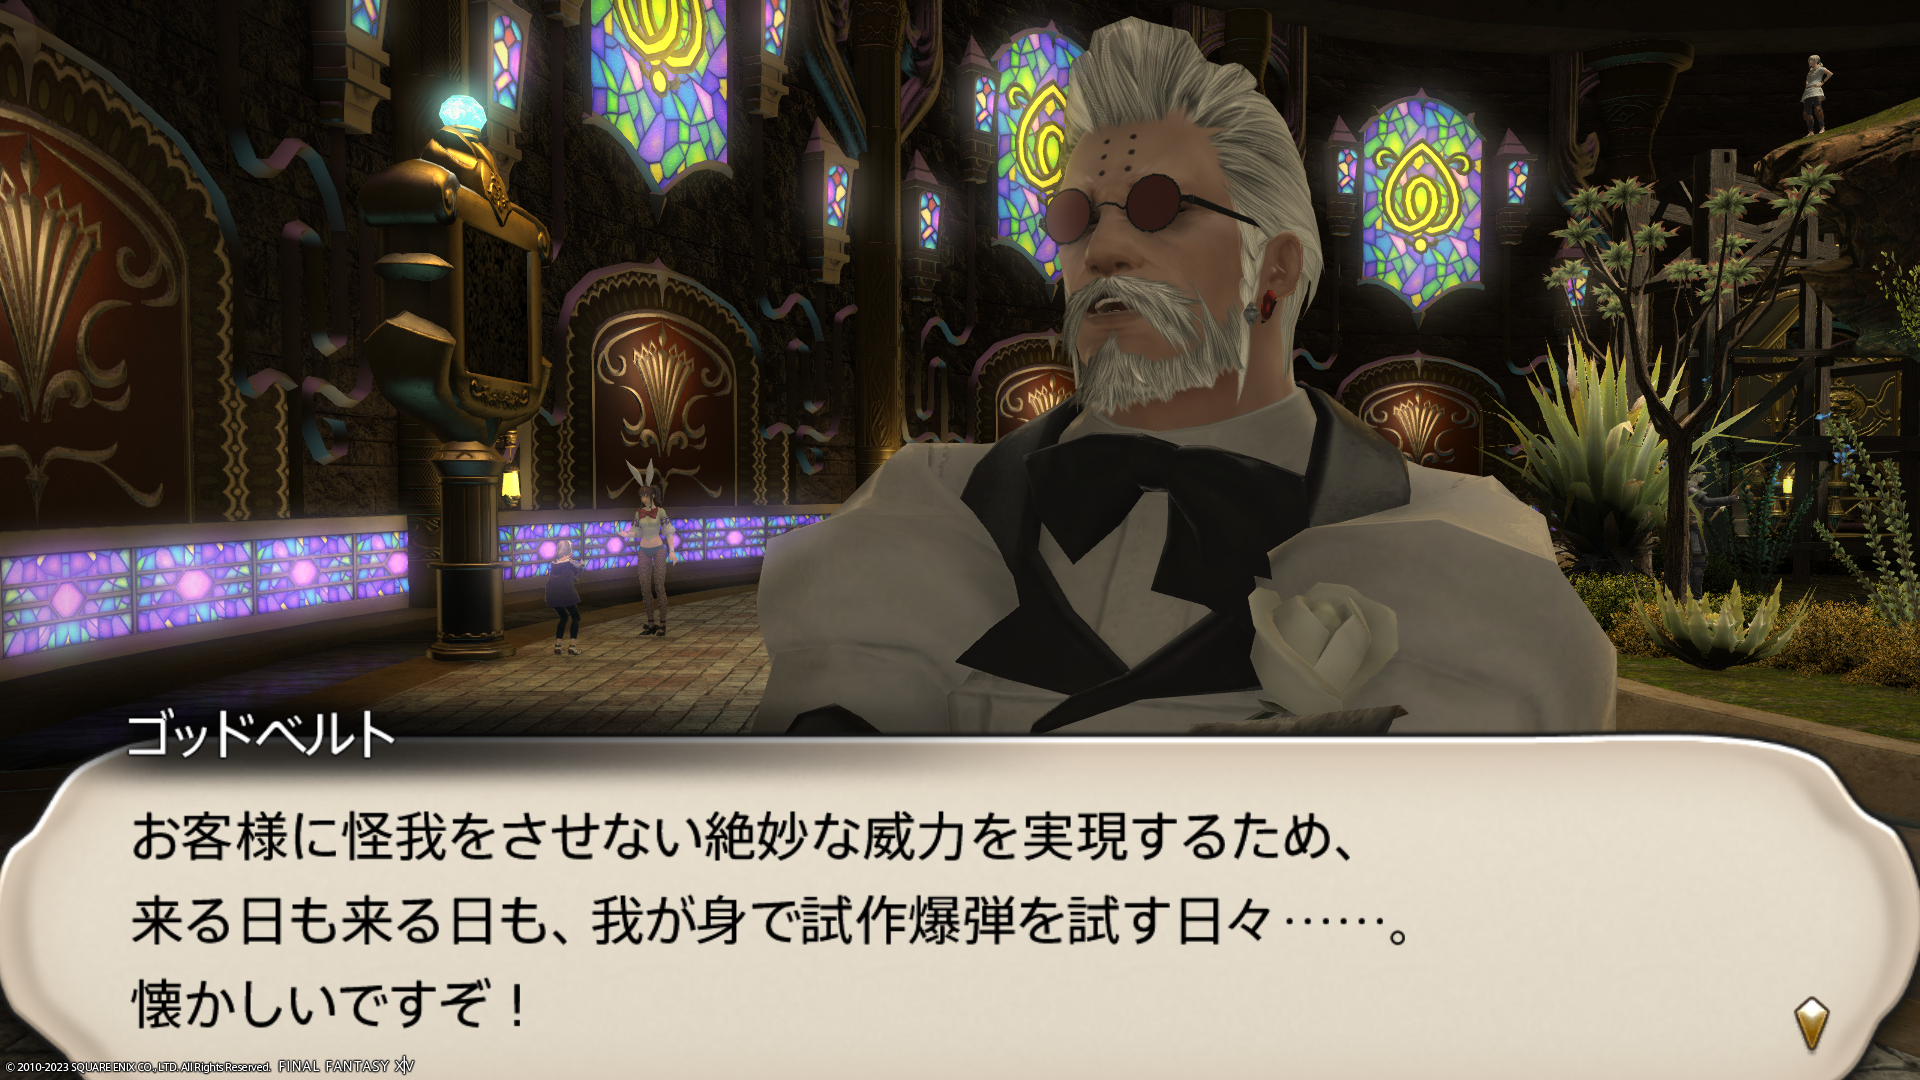 ゴッドベルト
お客様に怪我をさせない絶妙な威力を実現するため、
来る日も来る日も、我が身で試作爆弾を試す日々……。
懐かしいですぞ！
© 2010-2023 SQUARE ENIX CO., LTD. All Rights Reserved. FINAL FANTASY XIV